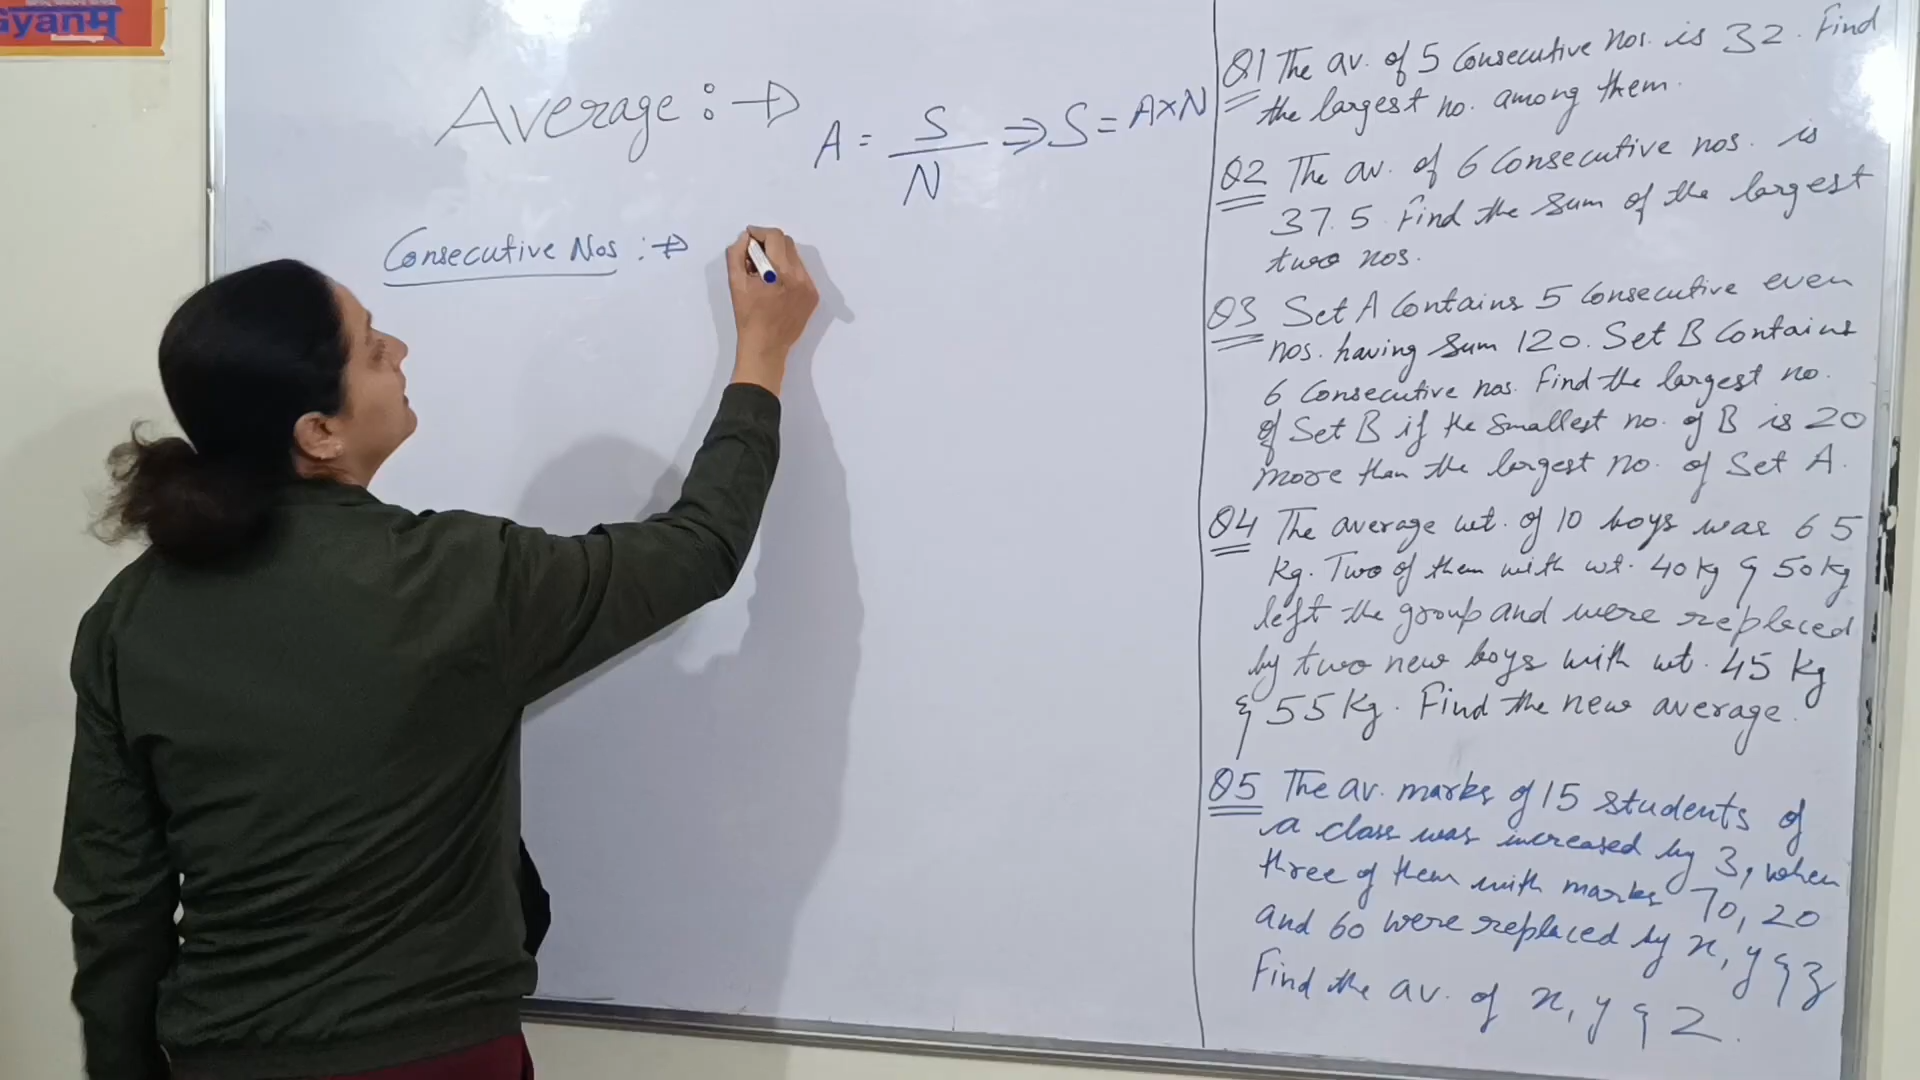 Gyanम
Average :→
A = S/N ⇒ S = A×N
Consecutive Nos :→
Q1 The av. of 5 Consecutive nos. is 32. Find
the largest no. among them.
Q2 The av. of 6 Consecutive nos. is
37.5. Find the sum of the largest
two nos.
Q3 Set A Contains 5 Consecutive even
nos. having sum 120. Set B Contains
6 Consecutive nos. Find the largest no.
of Set B if the smallest no. of B is 20
more than the largest no. of Set A.
Q4 The average wt. of 10 boys was 65
Kg. Two of them with wt. 40 kg & 50 kg
left the group and were replaced
by two new boys with wt. 45 kg
& 55 Kg. Find the new average.
Q5 The av. marks of 15 students of
a class was increased by 3, when
three of them with marks 70, 20
and 60 were replaced by x, y & z
Find the av. of x, y & z.